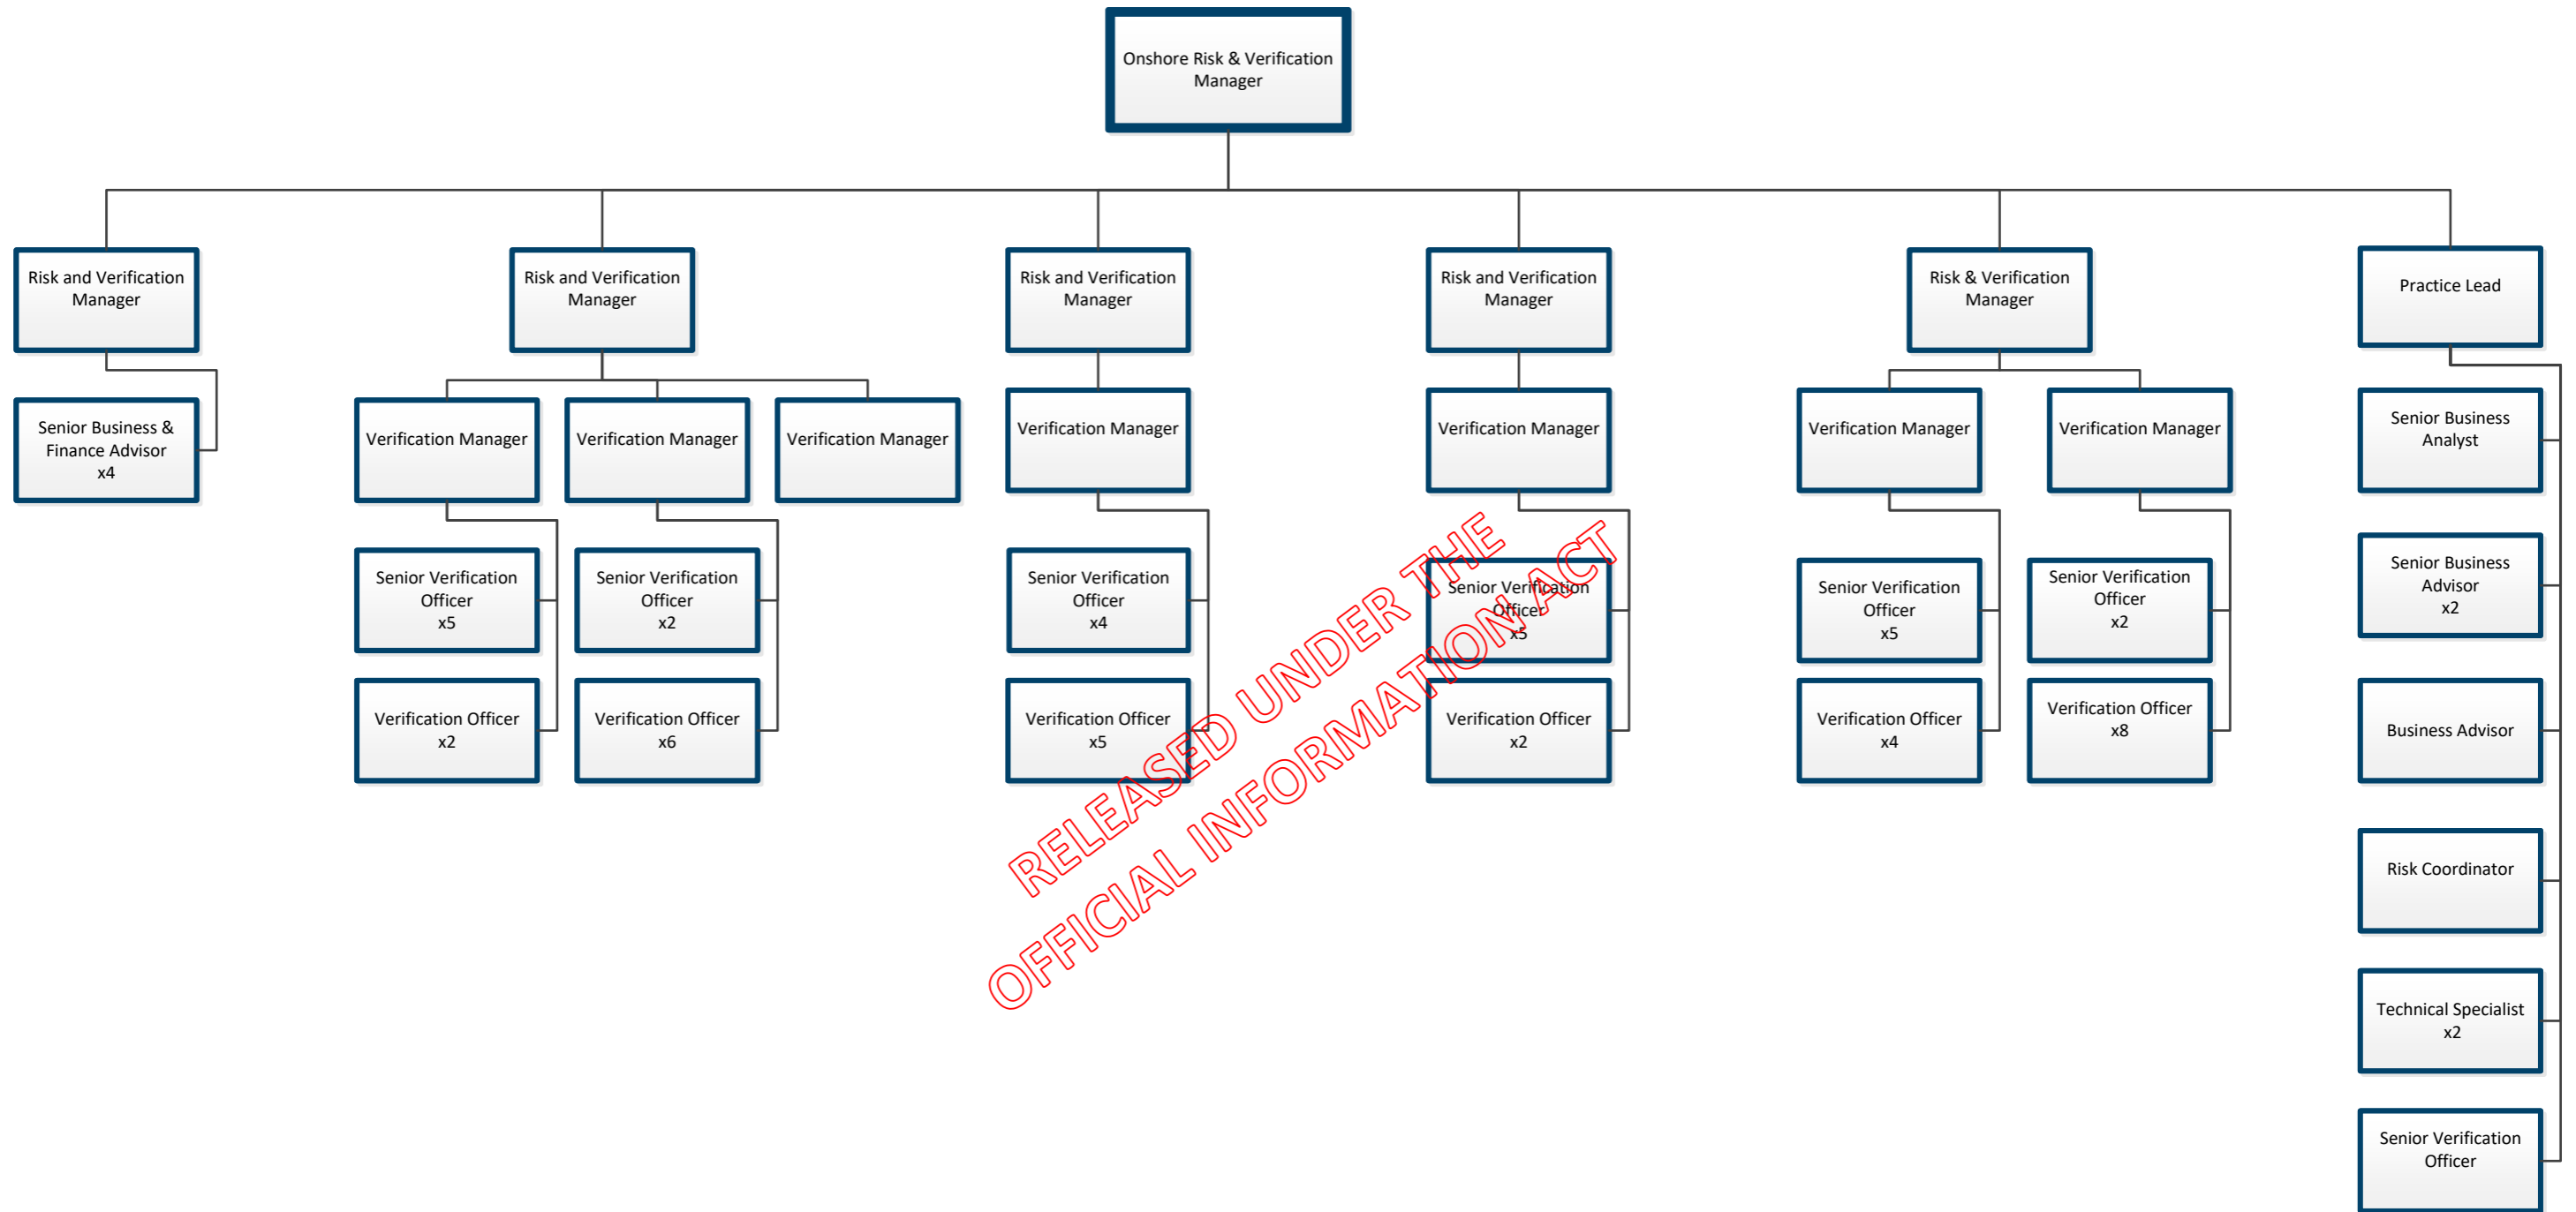 Onshore Risk & Verification
Manager
Risk and Verification
Manager
Risk and Verification
Manager
Risk and Verification
Manager
Risk and Verification
Manager
Risk & Verification
Manager
Practice Lead
Senior Business &
Finance Advisor
x4
Verification Manager
Verification Manager
Verification Manager
Verification Manager
Verification Manager
Verification Manager
Verification Manager
Senior Business
Analyst
Senior Verification
Officer
x5
Senior Verification
Officer
x2
Senior Verification
Officer
x4
Senior Verification
Officer
x5
Senior Verification
Officer
x5
Senior Verification
Officer
x2
Senior Business
Advisor
x2
Verification Officer
x2
Verification Officer
x6
Verification Officer
x5
Verification Officer
x2
Verification Officer
x4
Verification Officer
x8
Business Advisor
Risk Coordinator
Technical Specialist
x2
Senior Verification
Officer
RELEASED UNDER THE
OFFICIAL INFORMATION ACT